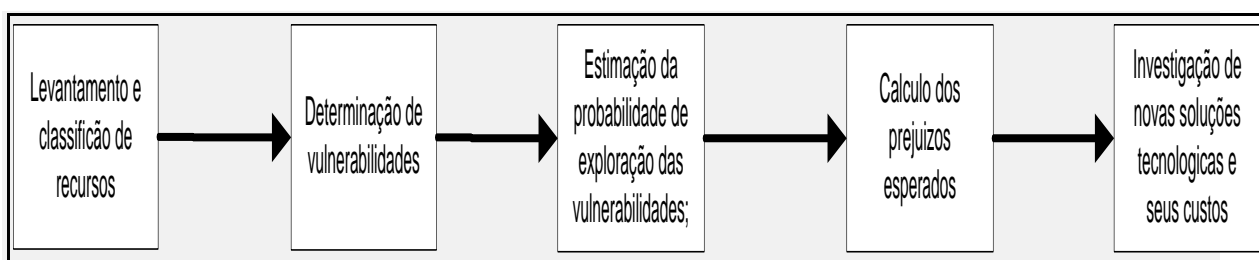 Levantamento e
classificão de
recursos
Determinação de
vulnerabilidades
Estimação da
probabilidade de
exploração das
vulnerabilidades;
Calculo dos
prejuizos
esperados
Investigação de
novas soluções
tecnologicas e
seus custos